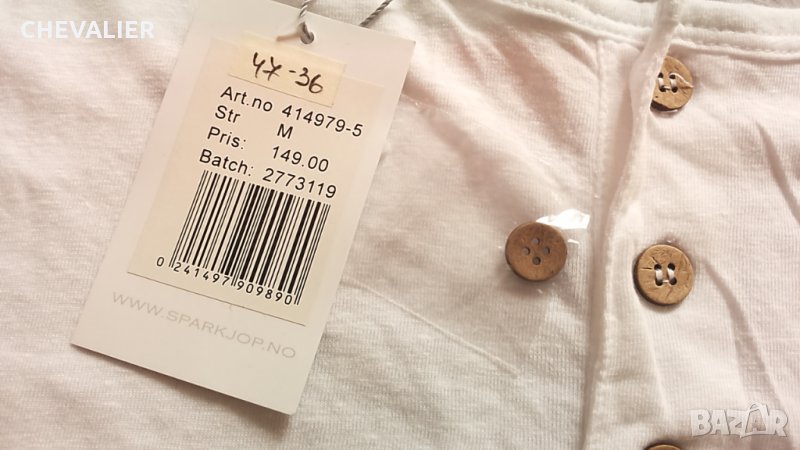 CHEVALIER
47-36
Art.no 414979-5
Str M
Pris: 149.00
Batch: 2773119
0 241497 909890
WWW.SPARKJOP.NO
BAZAR